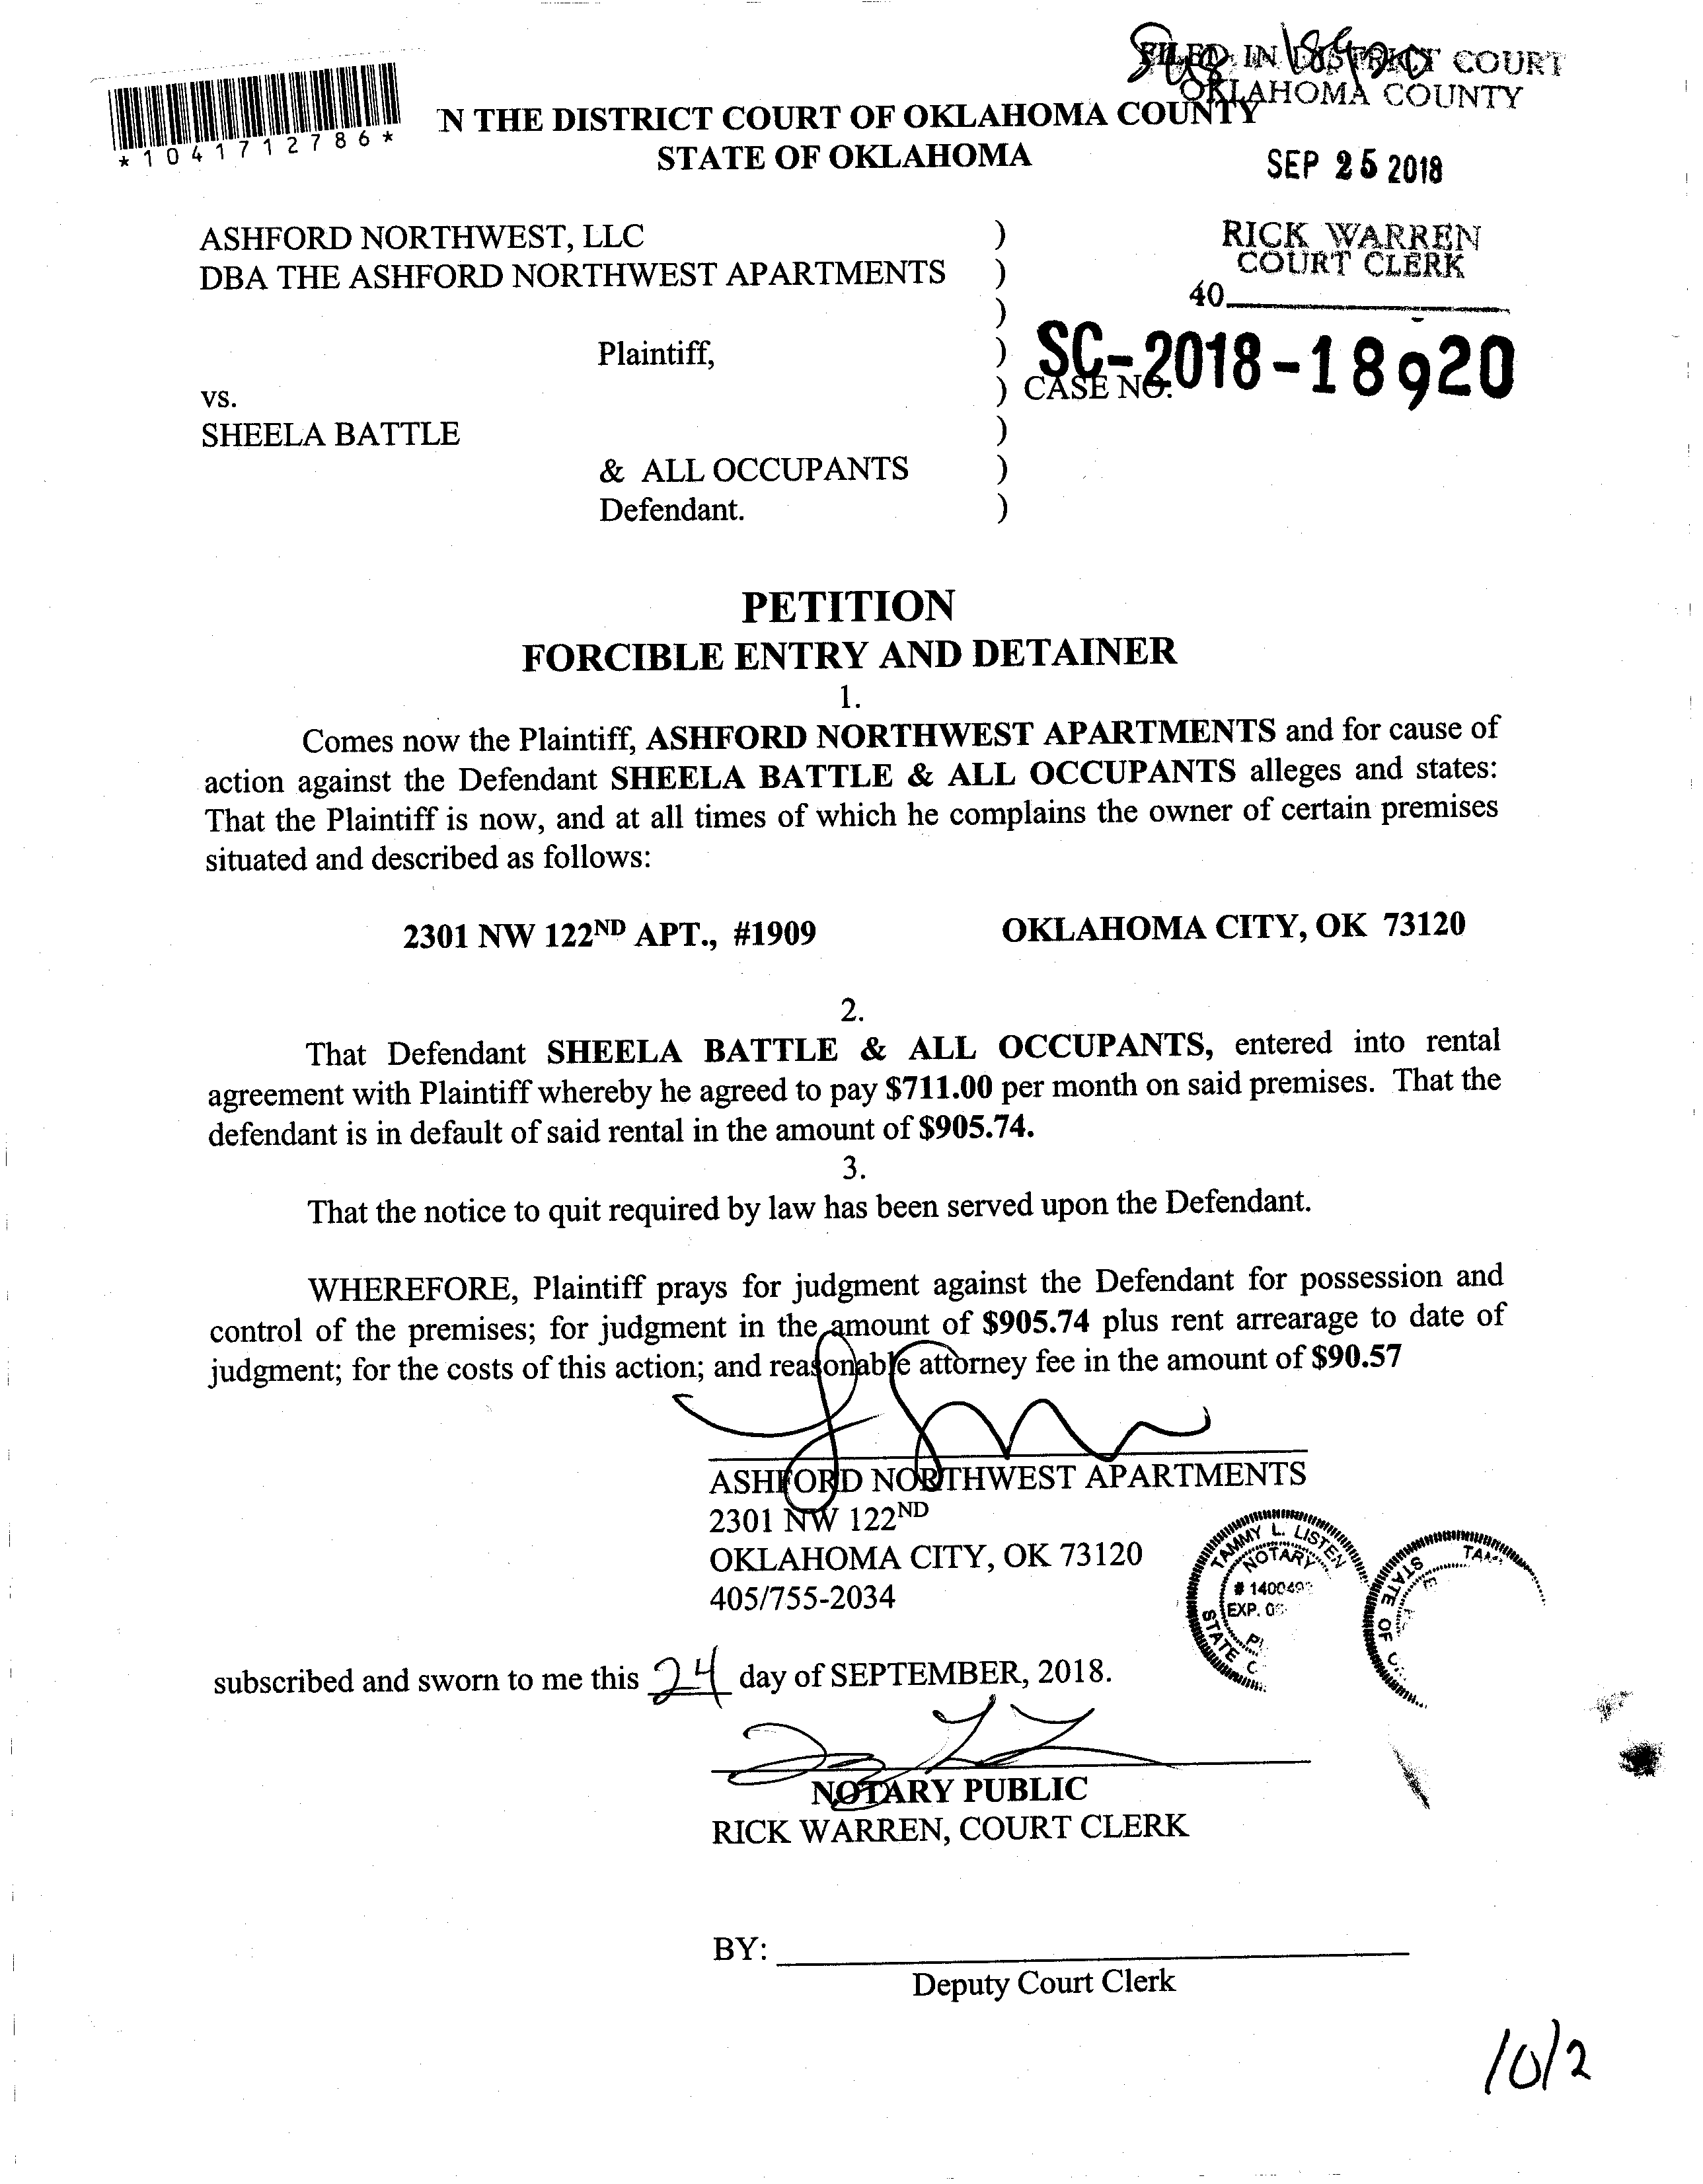 FILED IN DISTRICT COURT
OKLAHOMA COUNTY
*1041712786*
N THE DISTRICT COURT OF OKLAHOMA COUNTY
STATE OF OKLAHOMA
SEP 25 2018
ASHFORD NORTHWEST, LLC )
DBA THE ASHFORD NORTHWEST APARTMENTS )
RICK WARREN
COURT CLERK
40
)
Plaintiff, )
SC-2018-18920
vs. ) CASE NO.
SHEELA BATTLE )
& ALL OCCUPANTS )
Defendant. )
PETITION
FORCIBLE ENTRY AND DETAINER
1.
Comes now the Plaintiff, ASHFORD NORTHWEST APARTMENTS and for cause of
action against the Defendant SHEELA BATTLE & ALL OCCUPANTS alleges and states:
That the Plaintiff is now, and at all times of which he complains the owner of certain premises
situated and described as follows:
2301 NW 122ND APT., #1909 OKLAHOMA CITY, OK 73120
2.
That Defendant SHEELA BATTLE & ALL OCCUPANTS, entered into rental
agreement with Plaintiff whereby he agreed to pay $711.00 per month on said premises. That the
defendant is in default of said rental in the amount of $905.74.
3.
That the notice to quit required by law has been served upon the Defendant.
WHEREFORE, Plaintiff prays for judgment against the Defendant for possession and
control of the premises; for judgment in the amount of $905.74 plus rent arrearage to date of
judgment; for the costs of this action; and reasonable attorney fee in the amount of $90.57
ASHFORD NORTHWEST APARTMENTS
2301 NW 122ND
OKLAHOMA CITY, OK 73120
405/755-2034
TAMMY L. LISTEN
NOTARY
EXP.
STATE
STATE OF
subscribed and sworn to me this 24 day of SEPTEMBER, 2018.
NOTARY PUBLIC
RICK WARREN, COURT CLERK
BY:
Deputy Court Clerk
10/2